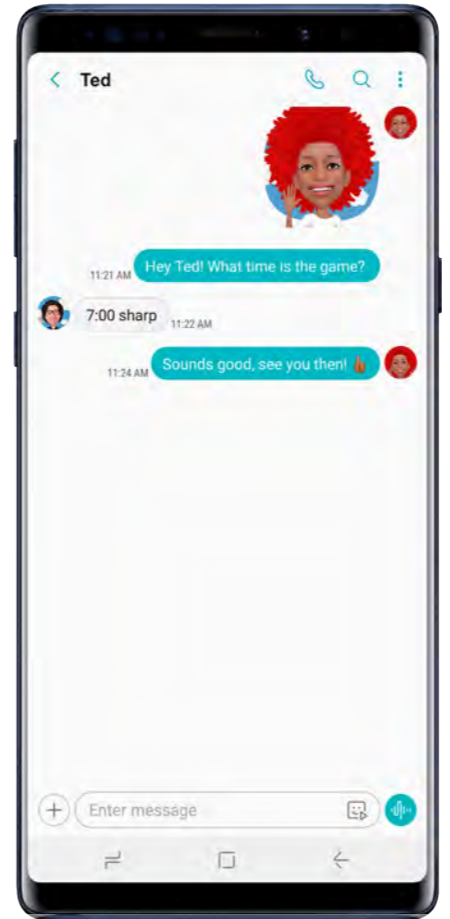 Ted
Hey Ted! What time is the game?
11:21 AM
7:00 sharp
11:22 AM
Sounds good, see you then! 👍🏾
11:24 AM
Enter message